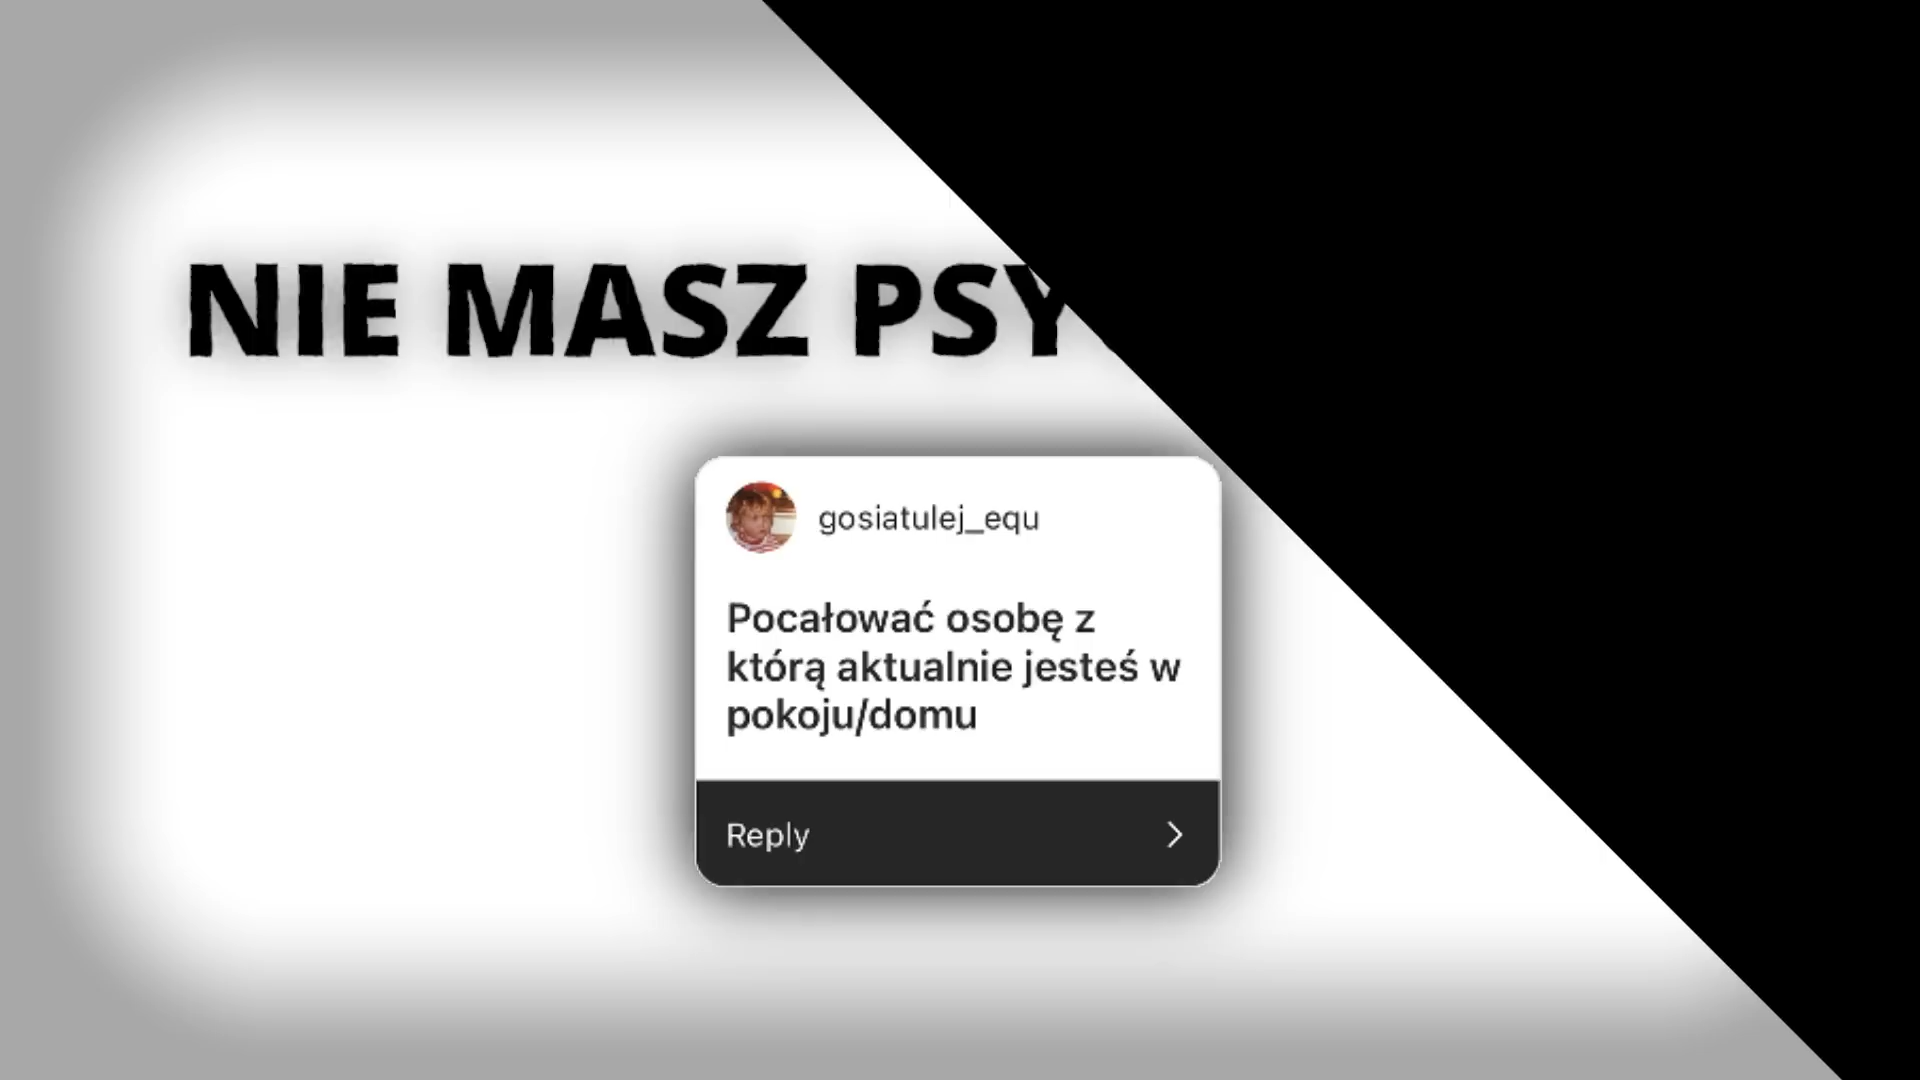 NIE MASZ PSY
gosiatulej_equ
Pocałować osobę z
którą aktualnie jesteś w
pokoju/domu
Reply